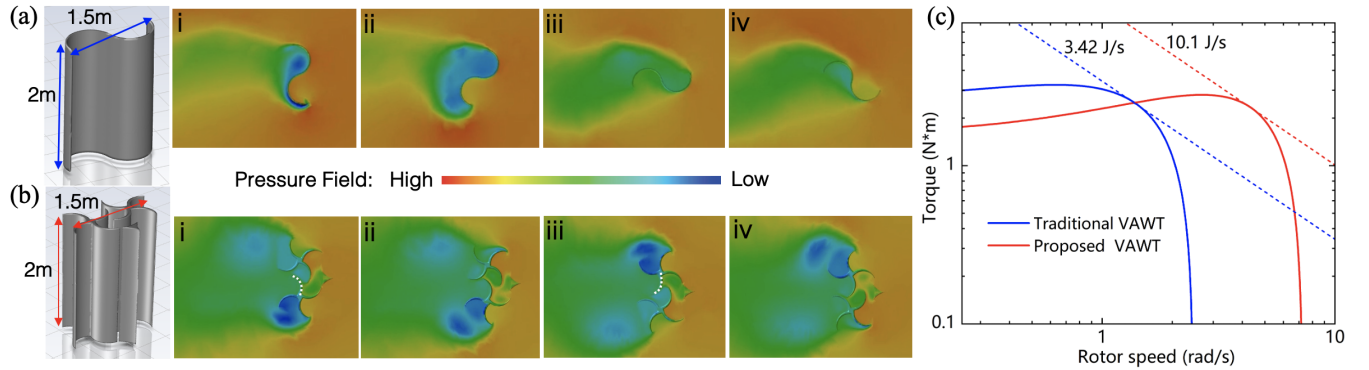 (a)
1.5m
2m
i
ii
iii
iv
Pressure Field: High Low
(b)
1.5m
2m
i
ii
iii
iv
(c)
10
1
0.1
Torque (N*m)
3.42 J/s
10.1 J/s
Traditional VAWT
Proposed VAWT
1
10
Rotor speed (rad/s)